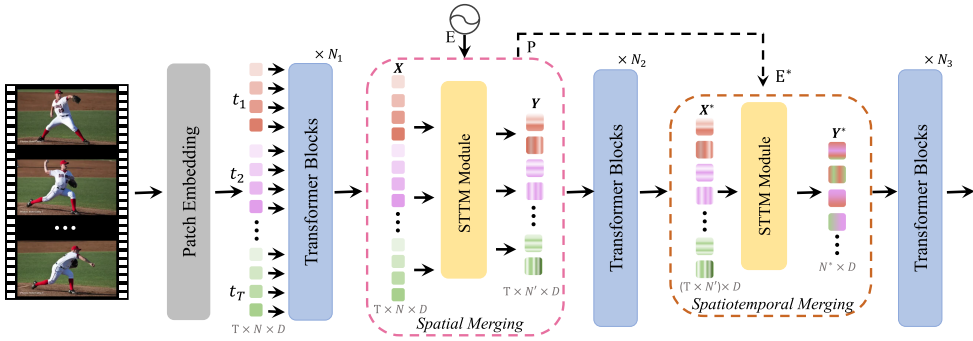 Patch Embedding
t₁
t₂
t_T
T × N × D
Transformer Blocks
× N₁
E
P
X
T × N × D
STTM Module
Y
T × N′ × D
Spatial Merging
Transformer Blocks
× N₂
E*
X*
(T × N′) × D
STTM Module
Y*
N* × D
Spatiotemporal Merging
Transformer Blocks
× N₃